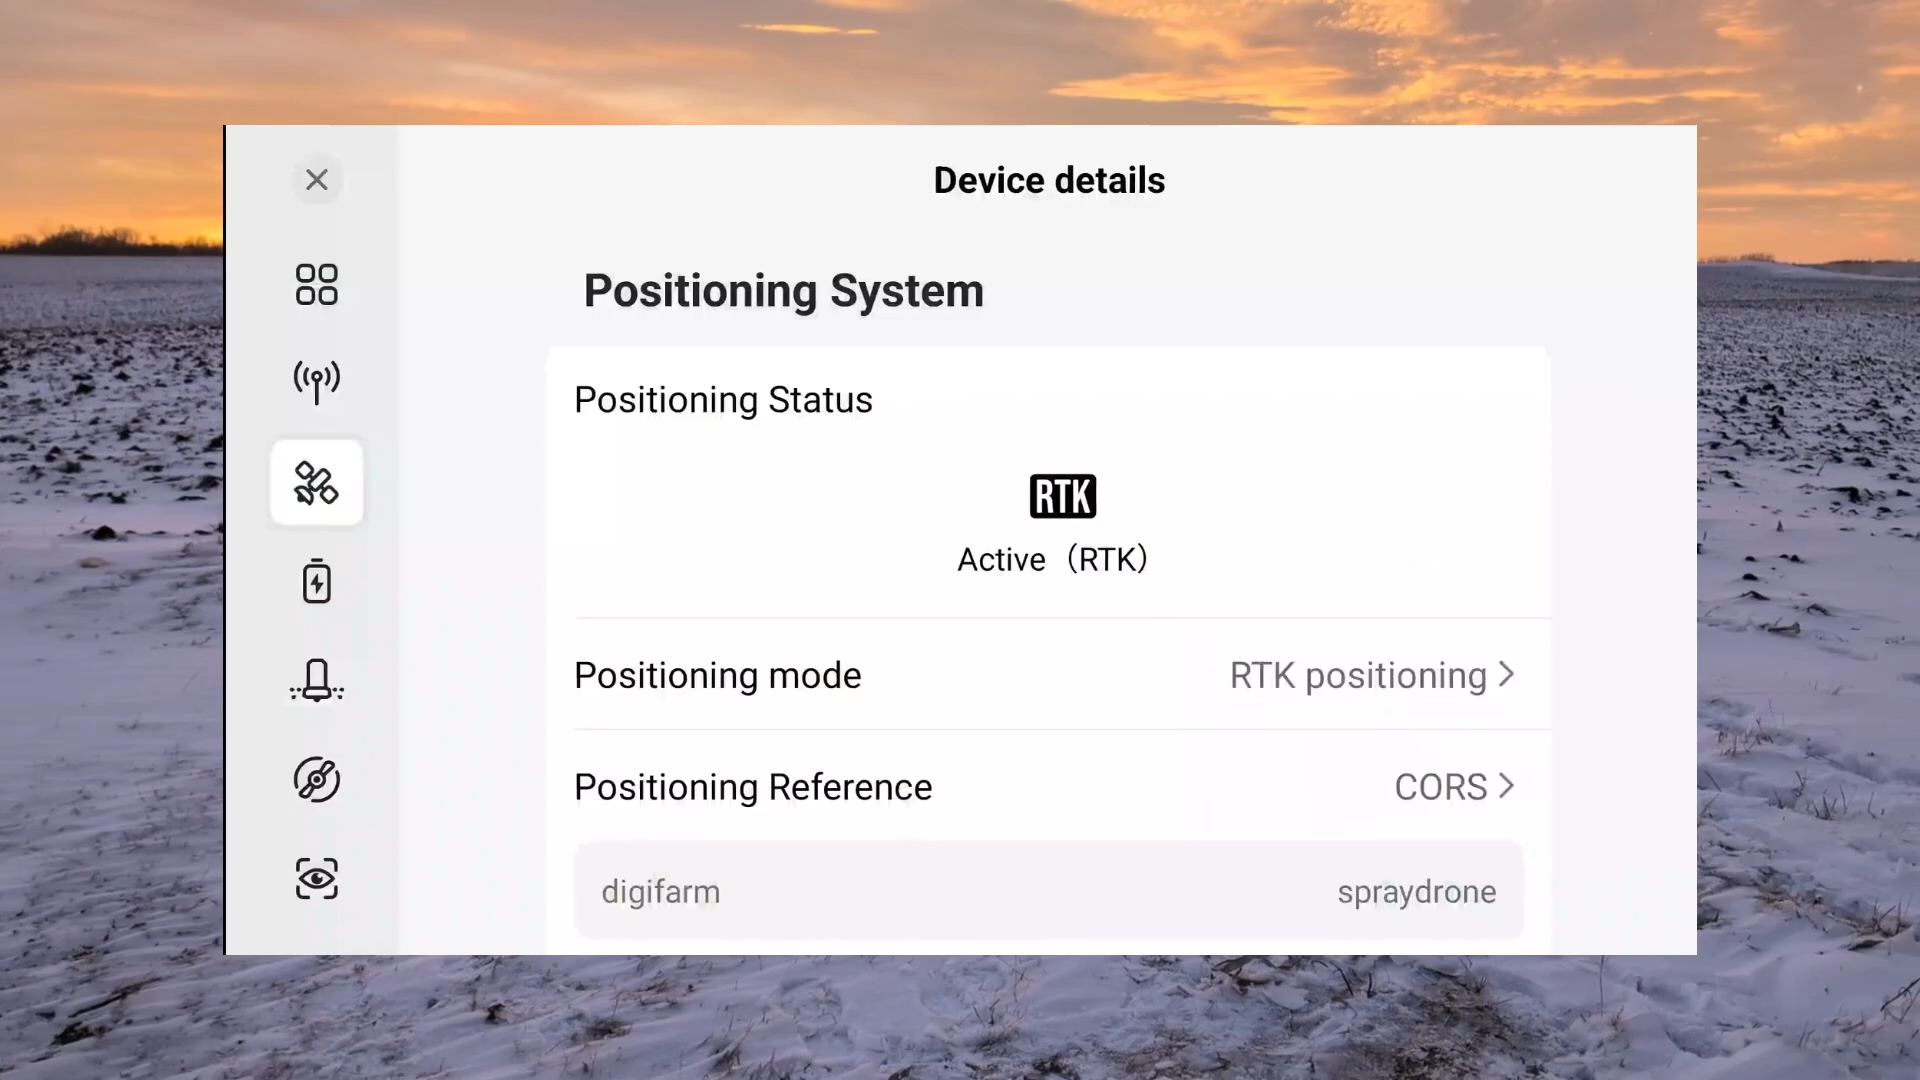 Device details
Positioning System
Positioning Status
RTK
Active（RTK）
Positioning mode RTK positioning
Positioning Reference CORS
digifarm spraydrone